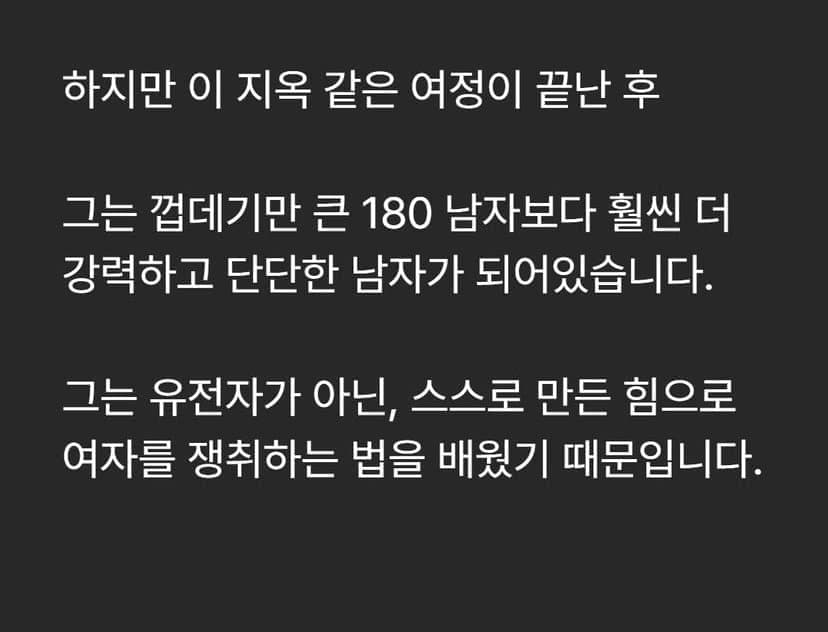 하지만 이 지옥 같은 여정이 끝난 후
그는 껍데기만 큰 180 남자보다 훨씬 더
강력하고 단단한 남자가 되어있습니다.
그는 유전자가 아닌, 스스로 만든 힘으로
여자를 쟁취하는 법을 배웠기 때문입니다.